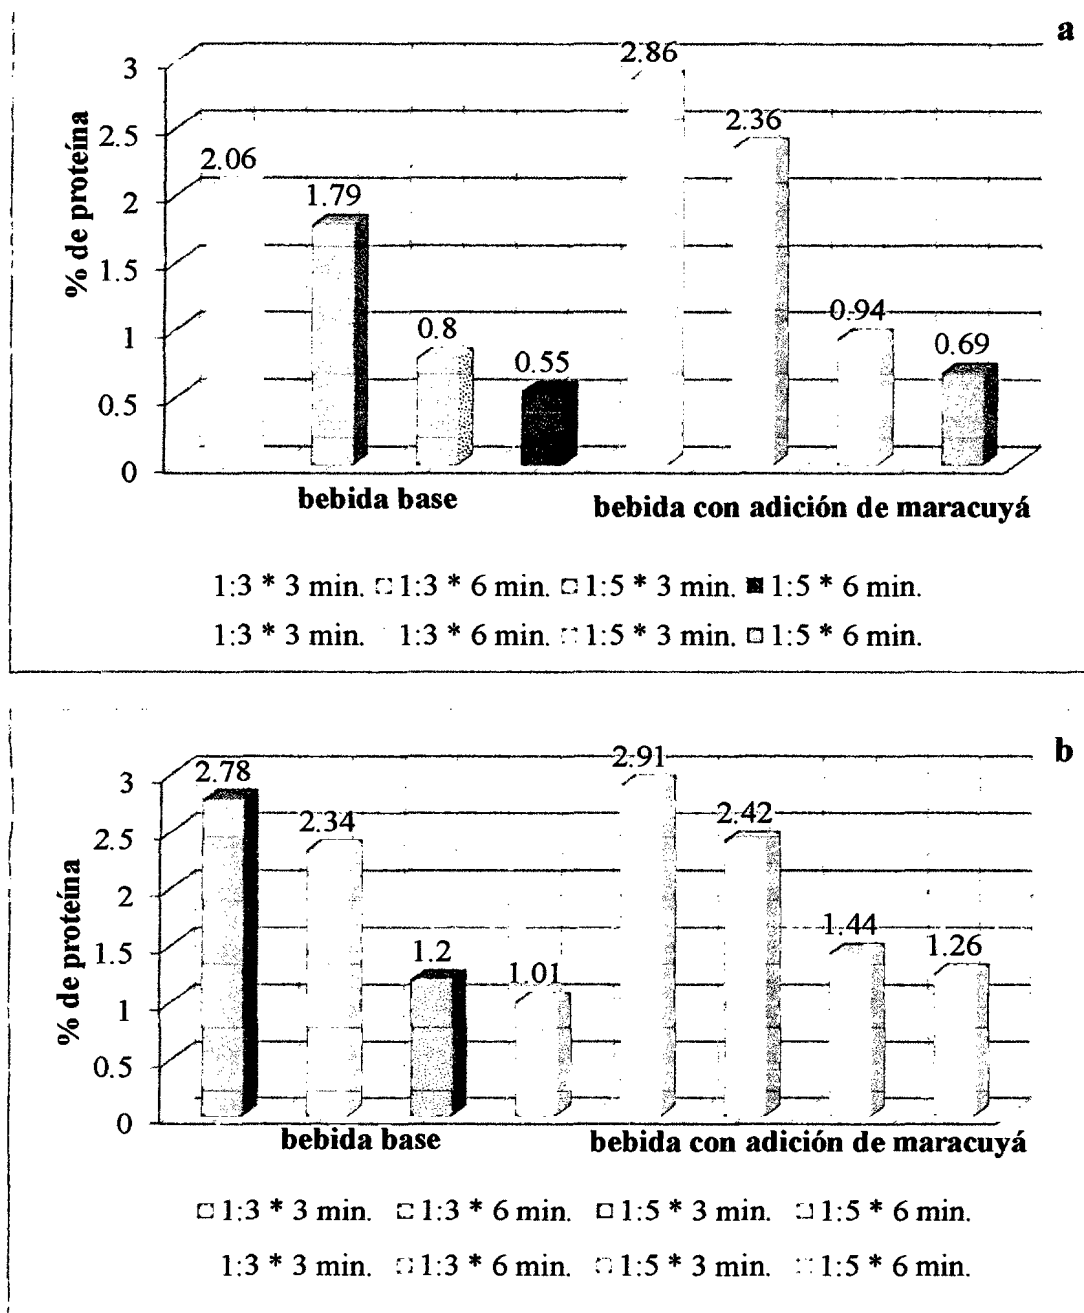 a
% de proteína
3
2.5
2
1.5
1
0.5
0
2.06
1.79
0.8
0.55
2.86
2.36
0.94
0.69
bebida base
bebida con adición de maracuyá
1:3 * 3 min. 1:3 * 6 min. 1:5 * 3 min. 1:5 * 6 min.
1:3 * 3 min. 1:3 * 6 min. 1:5 * 3 min. 1:5 * 6 min.
b
% de proteína
3
2.5
2
1.5
1
0.5
0
2.78
2.34
1.2
1.01
2.91
2.42
1.44
1.26
bebida base
bebida con adición de maracuyá
1:3 * 3 min. 1:3 * 6 min. 1:5 * 3 min. 1:5 * 6 min.
1:3 * 3 min. 1:3 * 6 min. 1:5 * 3 min. 1:5 * 6 min.